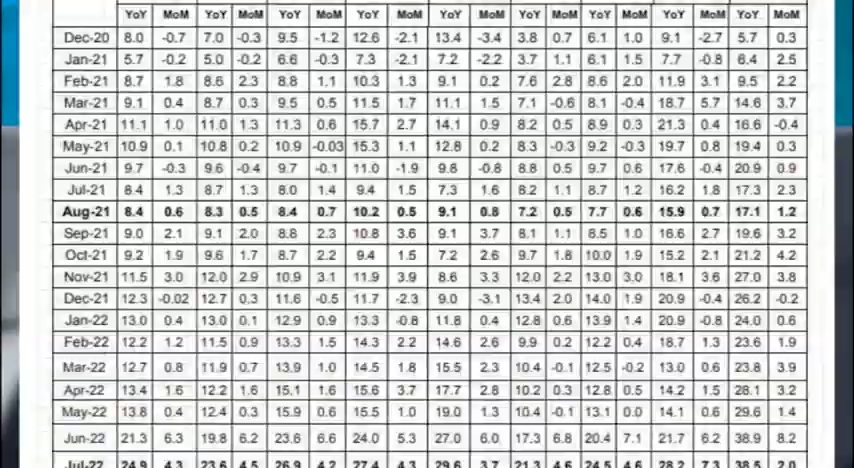 YoY MoM YoY MoM YoY MoM YoY MoM YoY MoM YoY MoM YoY MoM YoY MoM YoY MoM
Dec-20 8.0 -0.7 7.0 -0.3 9.5 -1.2 12.6 -2.1 13.4 -3.4 3.8 0.7 6.1 1.0 9.1 -2.7 5.7 0.3
Jan-21 5.7 -0.2 5.0 -0.2 6.6 -0.3 7.3 -2.1 7.2 -2.2 3.7 1.1 6.1 1.5 7.7 -0.8 6.4 2.5
Feb-21 8.7 1.8 8.6 2.3 8.8 1.1 10.3 1.3 9.1 0.2 7.6 2.8 8.6 2.0 11.9 3.1 9.5 2.2
Mar-21 9.1 0.4 8.7 0.3 9.5 0.5 11.5 1.7 11.1 1.5 7.1 -0.6 8.1 -0.4 18.7 5.7 14.6 3.7
Apr-21 11.1 1.0 11.0 1.3 11.3 0.6 15.7 2.7 14.1 0.9 8.2 0.5 8.9 0.3 21.3 0.4 16.6 -0.4
May-21 10.9 0.1 10.8 0.2 10.9 -0.03 15.3 1.1 12.8 0.2 8.3 -0.3 9.2 -0.3 19.7 0.8 19.4 0.3
Jun-21 9.7 -0.3 9.6 -0.4 9.7 -0.1 11.0 -1.9 9.8 -0.8 8.8 0.5 9.7 0.6 17.6 -0.4 20.9 0.9
Jul-21 8.4 1.3 8.7 1.3 8.0 1.4 9.4 1.5 7.3 1.6 8.2 1.1 8.7 1.2 16.2 1.8 17.3 2.3
Aug-21 8.4 0.6 8.3 0.5 8.4 0.7 10.2 0.5 9.1 0.8 7.2 0.5 7.7 0.6 15.9 0.7 17.1 1.2
Sep-21 9.0 2.1 9.1 2.0 8.8 2.3 10.8 3.6 9.1 3.7 8.1 1.1 8.5 1.0 16.6 2.7 19.6 3.2
Oct-21 9.2 1.9 9.6 1.7 8.7 2.2 9.4 1.5 7.2 2.6 9.7 1.8 10.0 1.9 15.2 2.1 21.2 4.2
Nov-21 11.5 3.0 12.0 2.9 10.9 3.1 11.9 3.9 8.6 3.3 12.0 2.2 13.0 3.0 18.1 3.6 27.0 3.8
Dec-21 12.3 -0.02 12.7 0.3 11.6 -0.5 11.7 -2.3 9.0 -3.1 13.4 2.0 14.0 1.9 20.9 -0.4 26.2 -0.2
Jan-22 13.0 0.4 13.0 0.1 12.9 0.9 13.3 -0.8 11.8 0.4 12.8 0.6 13.9 1.4 20.9 -0.8 24.0 0.6
Feb-22 12.2 1.2 11.5 0.9 13.3 1.5 14.3 2.2 14.6 2.6 9.9 0.2 12.2 0.4 18.7 1.3 23.6 1.9
Mar-22 12.7 0.8 11.9 0.7 13.9 1.0 14.5 1.8 15.5 2.3 10.4 -0.1 12.5 -0.2 13.0 0.6 23.8 3.9
Apr-22 13.4 1.6 12.2 1.6 15.1 1.6 15.6 3.7 17.7 2.8 10.2 0.3 12.8 0.5 14.2 1.5 28.1 3.2
May-22 13.8 0.4 12.4 0.3 15.9 0.6 15.5 1.0 19.0 1.3 10.4 -0.1 13.1 0.0 14.1 0.6 29.6 1.4
Jun-22 21.3 6.3 19.8 6.2 23.6 6.6 24.0 5.3 27.0 6.0 17.3 6.8 20.4 7.1 21.7 6.2 38.9 8.2
Jul-22 24.9 4.3 23.6 4.5 26.9 4.2 27.4 4.3 29.6 3.7 21.3 4.6 24.5 4.6 28.2 7.3 38.5 2.0